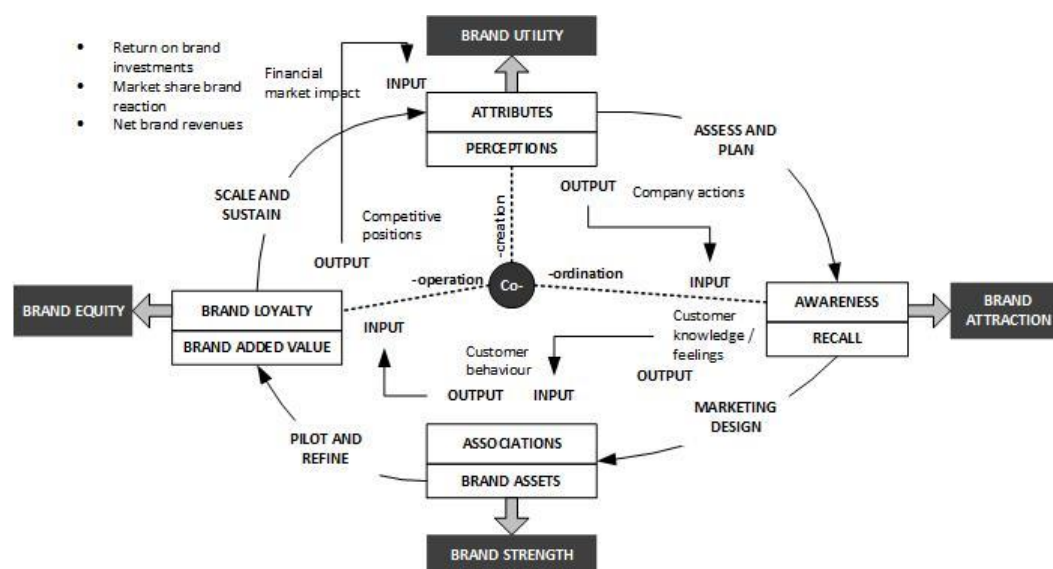 BRAND UTILITY
• Return on brand
investments
• Market share brand
reaction
• Net brand revenues
Financial
market impact
INPUT
ATTRIBUTES
PERCEPTIONS
ASSESS AND
PLAN
OUTPUT
Company actions
SCALE AND
SUSTAIN
Competitive
positions
OUTPUT
-creation
-operation
Co-
-ordination
INPUT
BRAND EQUITY
BRAND LOYALTY
BRAND ADDED VALUE
AWARENESS
RECALL
BRAND
ATTRACTION
INPUT
Customer
behaviour
OUTPUT
INPUT
Customer
knowledge /
feelings
OUTPUT
MARKETING
DESIGN
PILOT AND
REFINE
ASSOCIATIONS
BRAND ASSETS
BRAND STRENGTH